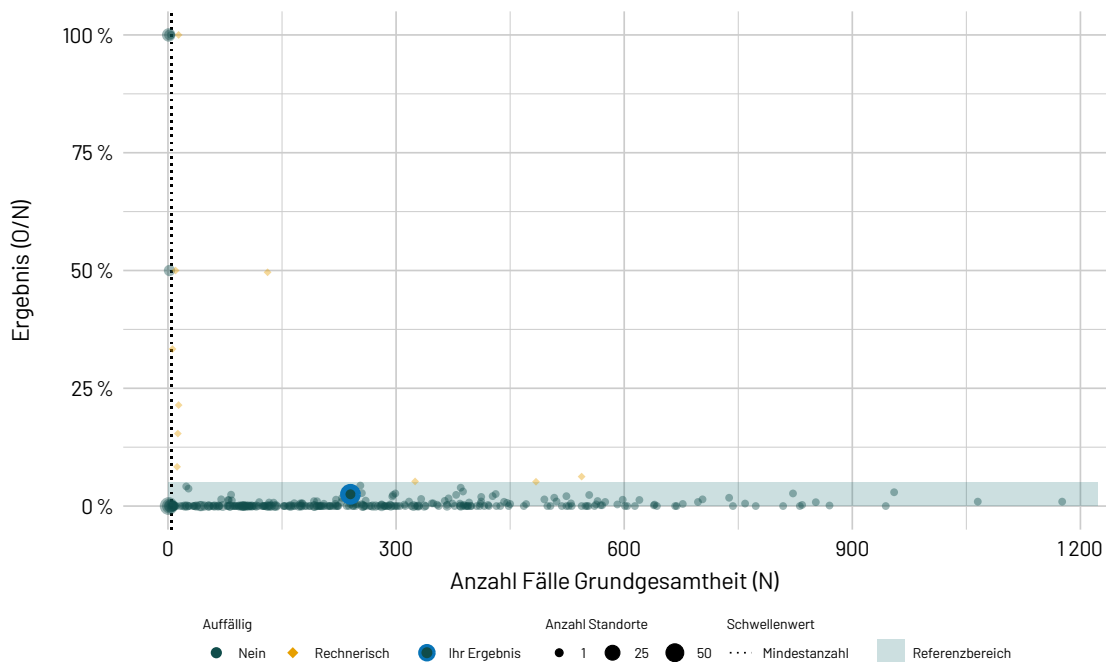 100 %
75 %
50 %
25 %
0 %
Ergebnis (O/N)
0 300 600 900 1200
Anzahl Fälle Grundgesamtheit (N)
Auffällig Anzahl Standorte Schwellenwert
Nein Rechnerisch Ihr Ergebnis 1 25 50 Mindestanzahl Referenzbereich